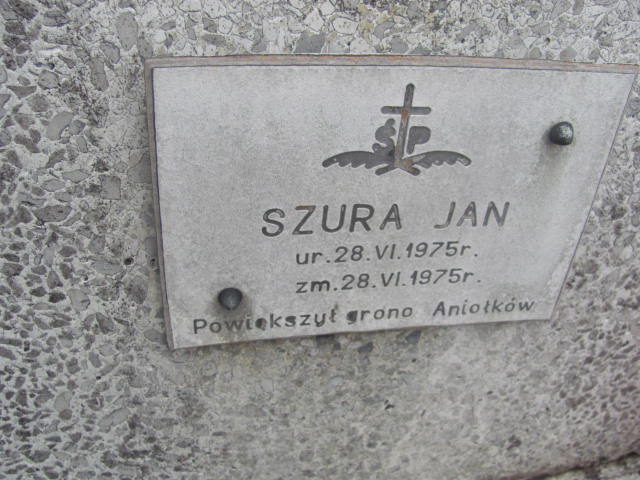 ŚP
SZURA JAN
ur.28.VI.1975r.
zm.28.VI.1975r.
Powiększył grono Aniołków